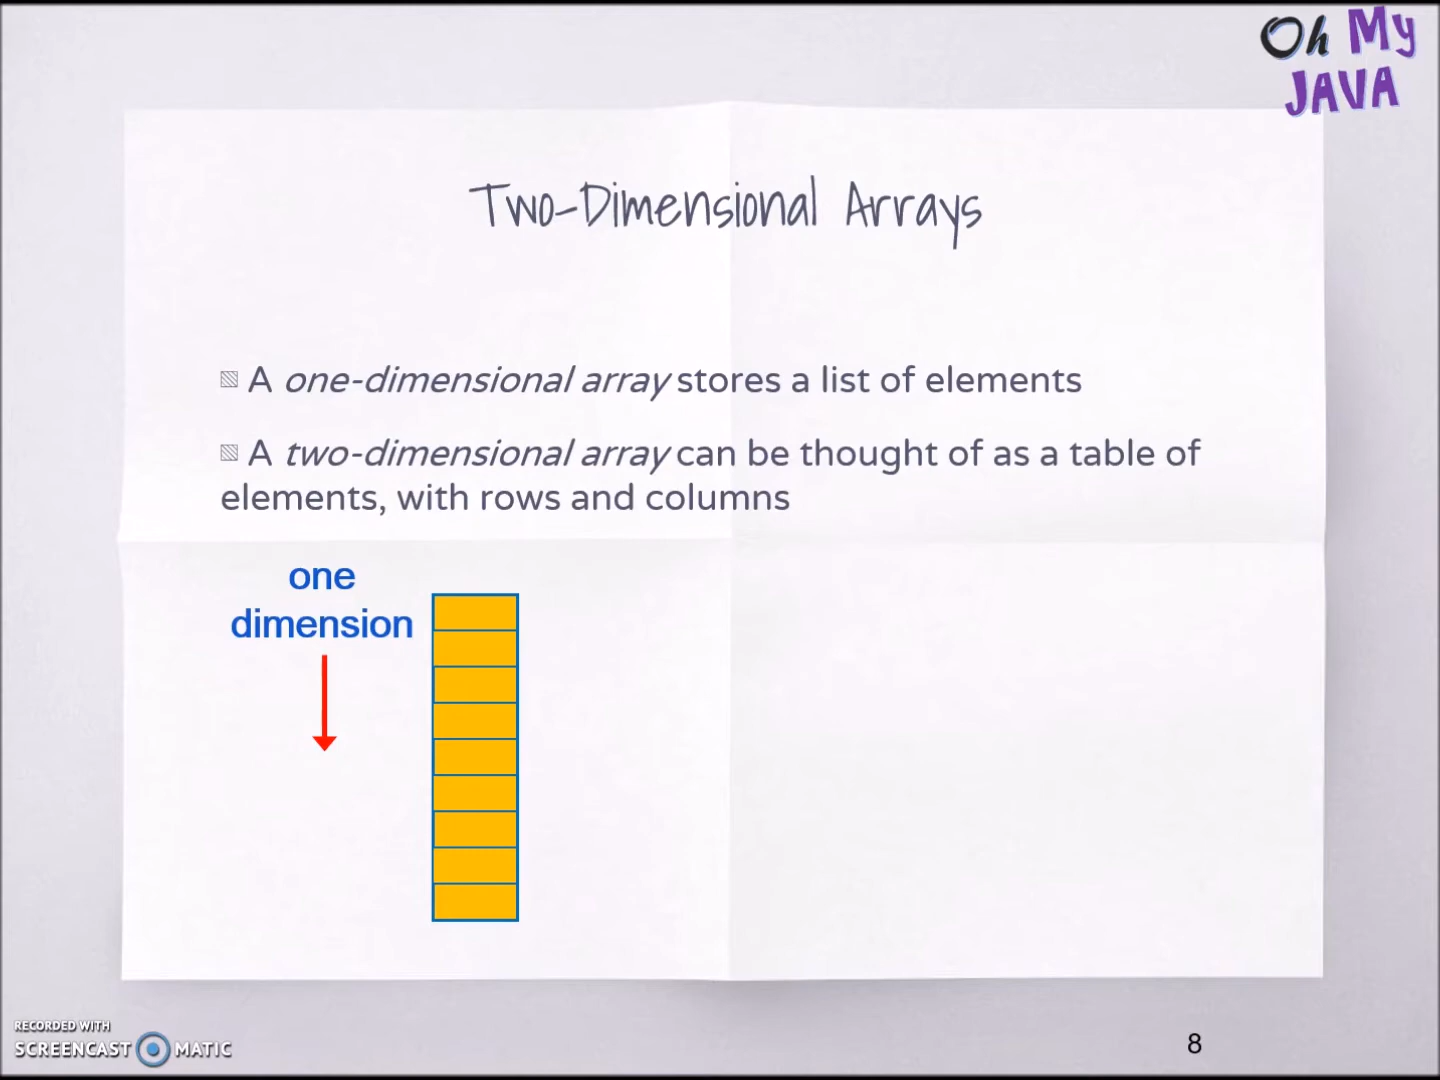 Oh My
JAVA
Two-Dimensional Arrays
A one-dimensional array stores a list of elements
A two-dimensional array can be thought of as a table of
elements, with rows and columns
one
dimension
RECORDED WITH
SCREENCAST MATIC
8